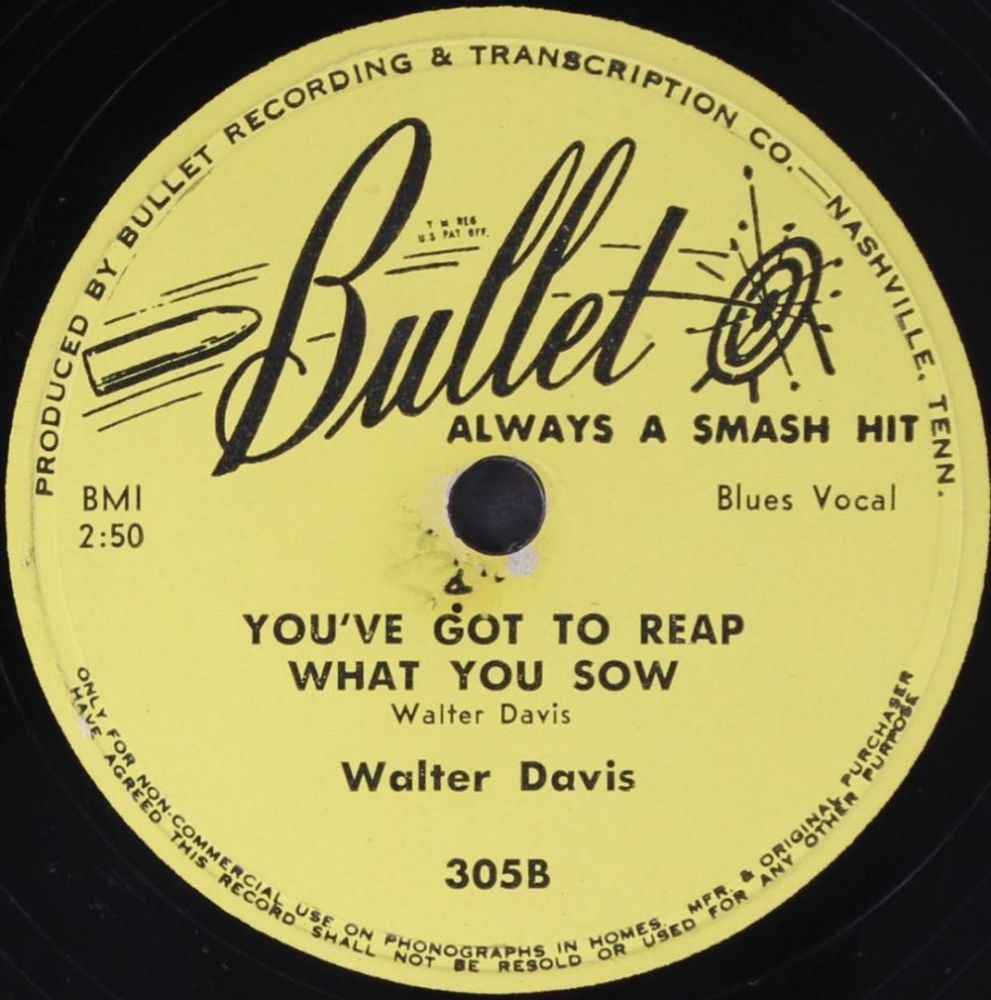 PRODUCED BY BULLET RECORDING & TRANSCRIPTION CO.—NASHVILLE, TENN.
Bullet
T M REG
U.S PAT OFF.
ALWAYS A SMASH HIT
BMI
2:50
Blues Vocal
YOU'VE GOT TO REAP
WHAT YOU SOW
Walter Davis
Walter Davis
305B
ONLY FOR NON-COMMERCIAL USE ON PHONOGRAPHS IN HOMES. MFR. & ORIGINAL PURCHASER
HAVE AGREED THIS RECORD SHALL NOT BE RESOLD OR USED FOR ANY OTHER PURPOSE